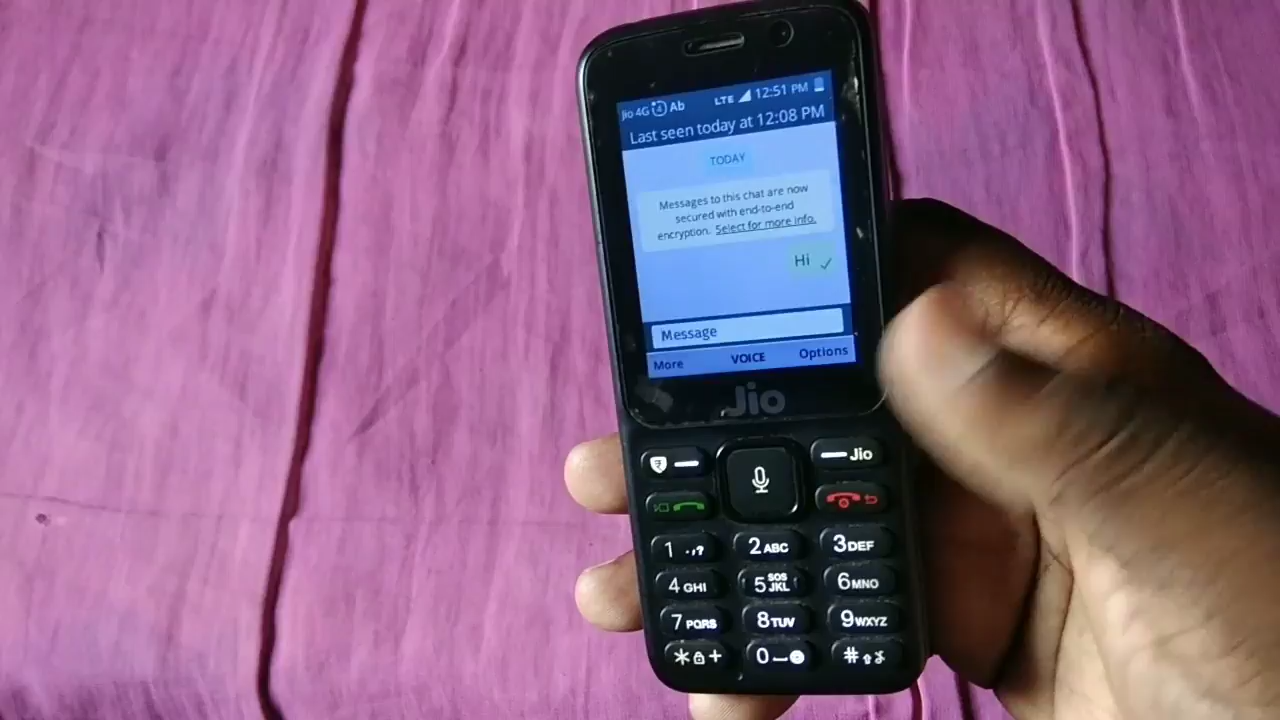 Jio 4G 4 Ab LTE 12:51 PM
Last seen today at 12:08 PM
TODAY
Messages to this chat are now
secured with end-to-end
encryption. Select for more info.
Hi
Message
More VOICE Options
Jio
₹ Jio
1 .,? 2 ABC 3 DEF
4 GHI 5 SOS JKL 6 MNO
7 PQRS 8 TUV 9 WXYZ
* + 0 #